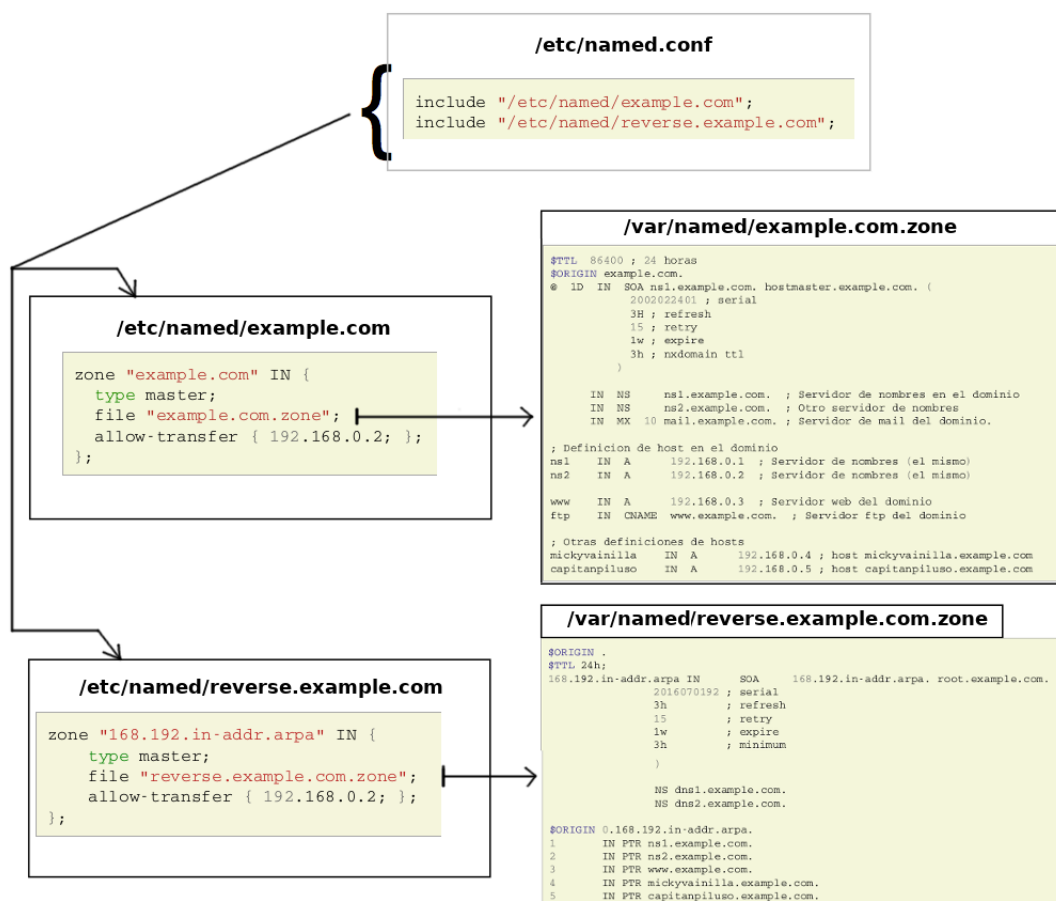 /etc/named.conf
include "/etc/named/example.com";
include "/etc/named/reverse.example.com";
/etc/named/example.com
zone "example.com" IN {
type master;
file "example.com.zone";
allow-transfer { 192.168.0.2; };
};
/var/named/example.com.zone
$TTL 86400 ; 24 horas
$ORIGIN example.com.
@ 1D IN SOA ns1.example.com. hostmaster.example.com. (
2002022401 ; serial
3H ; refresh
15 ; retry
1w ; expire
3h ; nxdomain ttl
)
IN NS ns1.example.com. ; Servidor de nombres en el dominio
IN NS ns2.example.com. ; Otro servidor de nombres
IN MX 10 mail.example.com. ; Servidor de mail del dominio.
; Definicion de host en el dominio
ns1 IN A 192.168.0.1 ; Servidor de nombres (el mismo)
ns2 IN A 192.168.0.2 ; Servidor de nombres (el mismo)
www IN A 192.168.0.3 ; Servidor web del dominio
ftp IN CNAME www.example.com. ; Servidor ftp del dominio
; Otras definiciones de hosts
mickyvainilla IN A 192.168.0.4 ; host mickyvainilla.example.com
capitanpiluso IN A 192.168.0.5 ; host capitanpiluso.example.com
/etc/named/reverse.example.com
zone "168.192.in-addr.arpa" IN {
type master;
file "reverse.example.com.zone";
allow-transfer { 192.168.0.2; };
};
/var/named/reverse.example.com.zone
$ORIGIN .
$TTL 24h;
168.192.in-addr.arpa IN SOA 168.192.in-addr.arpa. root.example.com.
2016070192 ; serial
3h ; refresh
15 ; retry
1w ; expire
3h ; minimum
)
NS dns1.example.com.
NS dns2.example.com.
$ORIGIN 0.168.192.in-addr.arpa.
1 IN PTR ns1.example.com.
2 IN PTR ns2.example.com.
3 IN PTR www.example.com.
4 IN PTR mickyvainilla.example.com.
5 IN PTR capitanpiluso.example.com.